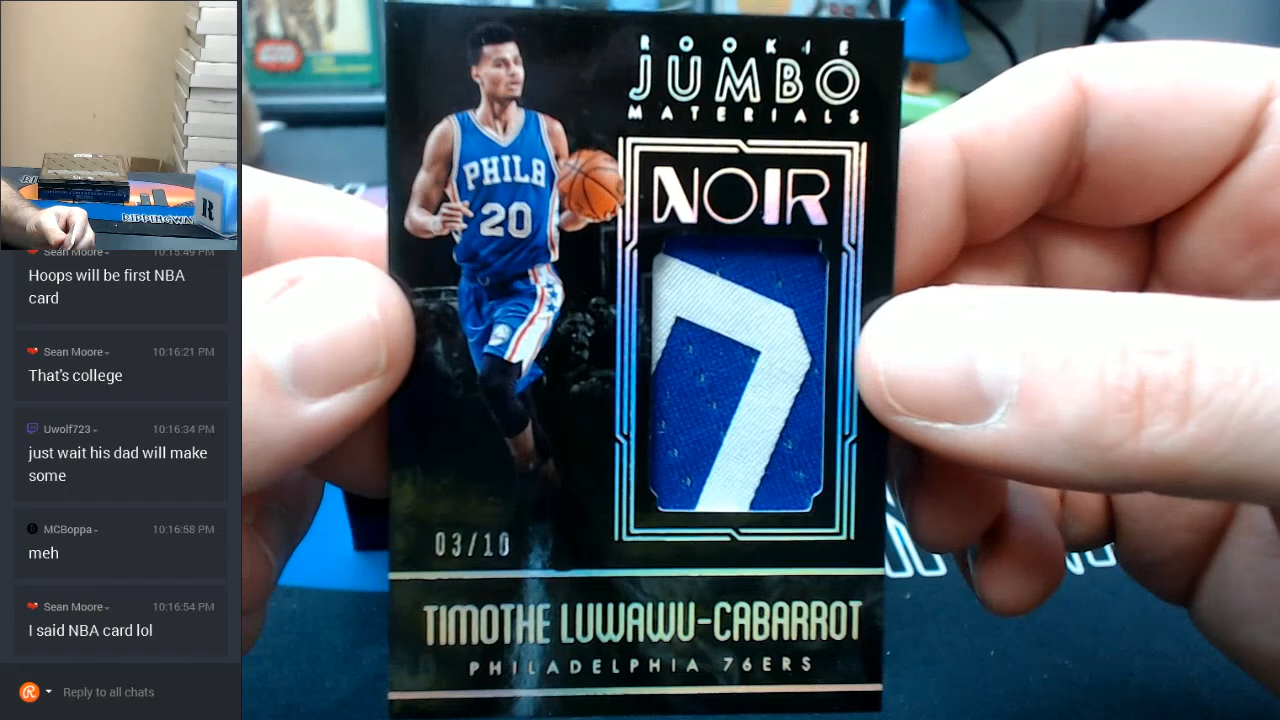 RIPPINGWA
R
Sean Moore 10:15:49 PM
Hoops will be first NBA
card
Sean Moore 10:16:21 PM
That's college
Uwolf723 10:16:34 PM
just wait his dad will make
some
MCBoppa 10:16:58 PM
meh
Sean Moore 10:16:54 PM
I said NBA card lol
Reply to all chats
ROOKIE
JUMBO
MATERIALS
NOIR
PHILA
20
03/10
TIMOTHE LUWAWU-CABARROT
PHILADELPHIA 76ERS